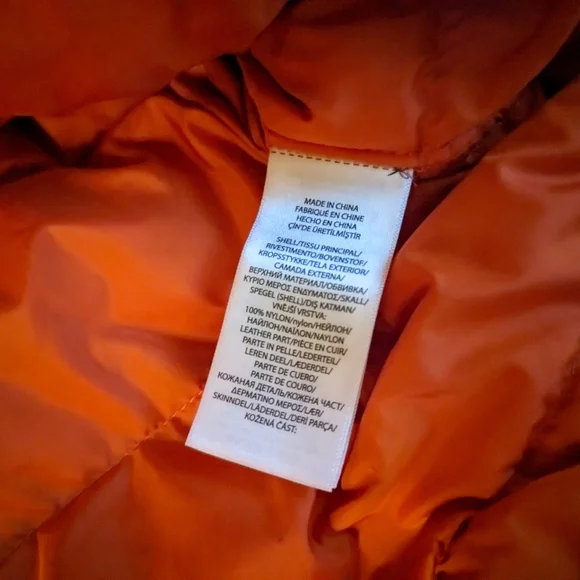 MADE IN CHINA
FABRIQUÉ EN CHINE
HECHO EN CHINA
ÇİN'DE ÜRETİLMİŞTİR
SHELL/TISSU PRINCIPAL/
RIVESTIMENTO/BOVENSTOF/
KROPSSTYKKE/TELA EXTERIOR/
CAMADA EXTERNA/
ВЕРХНИЙ МАТЕРИАЛ/ОБВИВКА/
ΚΥΡΙΟ ΜΕΡΟΣ ΕΝΔΥΜΑΤΟΣ/SKALL/
SPEGEL (SHELL)/DIŞ KATMAN/
VNĚJŠÍ VRSTVA:
100% NYLON/nylon/НЕЙЛОН/
НАЙЛОН/ΝΑΪΛΟΝ/NAYLON
LEATHER PART/PIÈCE EN CUIR/
PARTE IN PELLE/LEDERTEIL/
LEREN DEEL/LÆDERDEL/
PARTE DE CUERO/
PARTE DE COURO/
КОЖАНАЯ ДЕТАЛЬ/КОЖЕНА ЧАСТ/
ΔΕΡΜΑΤΙΝΟ ΜΕΡΟΣ/LÆR/
SKINNDEL/LÄDERDEL/DERİ PARÇA/
KOŽENÁ ČÁST: